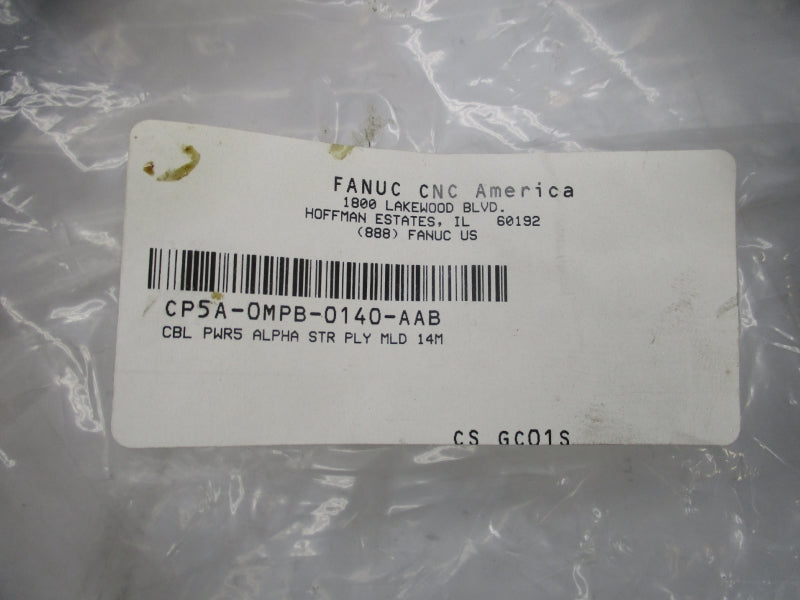 FANUC CNC America
1800 LAKEWOOD BLVD.
HOFFMAN ESTATES, IL 60192
(888) FANUC US
CP5A-0MPB-0140-AAB
CBL PWR5 ALPHA STR PLY MLD 14M
CS GC01S